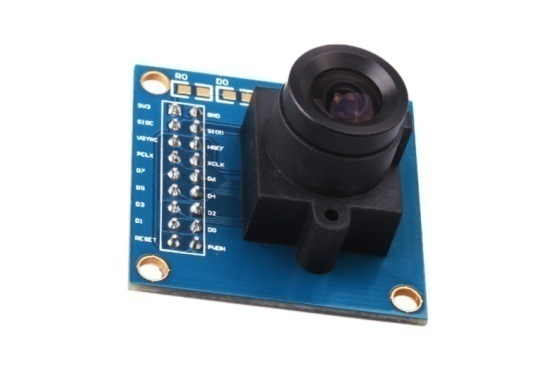 R0 D0
3V3 GND
SIOC SIOD
VSYNC HREF
PCLK XCLK
D7 D6
D5 D4
D3 D2
D1 D0
RESET PWDN